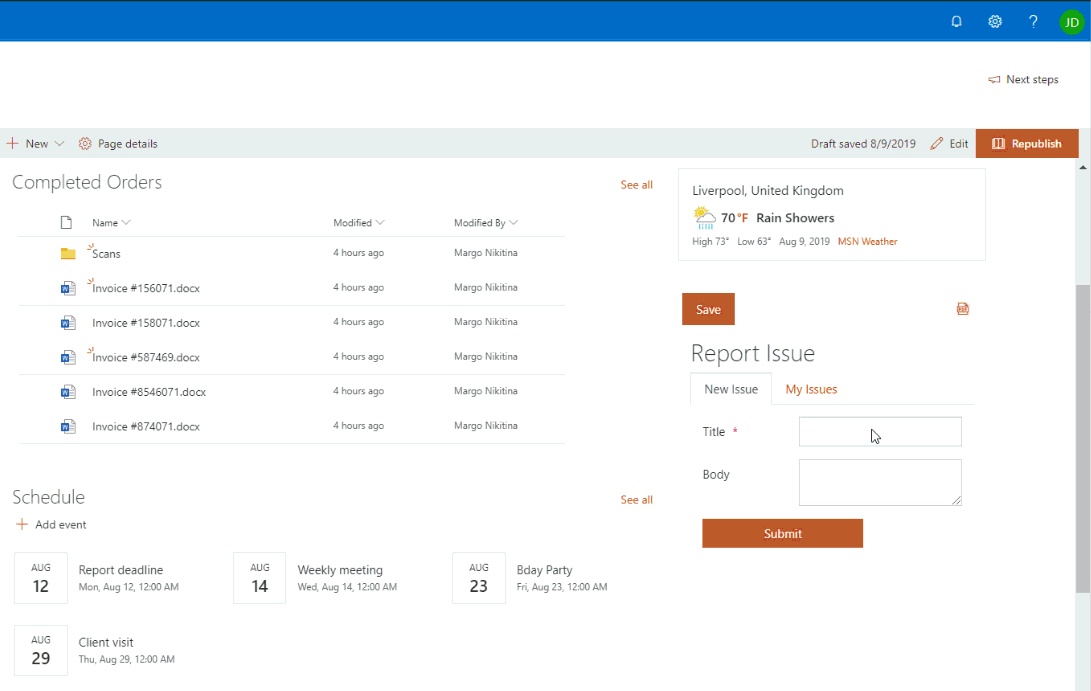 JD
Next steps
New
Page details
Draft saved 8/9/2019
Edit
Republish
Completed Orders
See all
Name
Modified
Modified By
Scans
4 hours ago
Margo Nikitina
Invoice #156071.docx
4 hours ago
Margo Nikitina
Invoice #158071.docx
4 hours ago
Margo Nikitina
Invoice #587469.docx
4 hours ago
Margo Nikitina
Invoice #8546071.docx
4 hours ago
Margo Nikitina
Invoice #874071.docx
4 hours ago
Margo Nikitina
Schedule
See all
Add event
AUG
12
Report deadline
Mon, Aug 12, 12:00 AM
AUG
14
Weekly meeting
Wed, Aug 14, 12:00 AM
AUG
23
Bday Party
Fri, Aug 23, 12:00 AM
AUG
29
Client visit
Thu, Aug 29, 12:00 AM
Liverpool, United Kingdom
70 °F Rain Showers
High 73° Low 63° Aug 9, 2019 MSN Weather
Save
Report Issue
New Issue
My Issues
Title *
Body
Submit